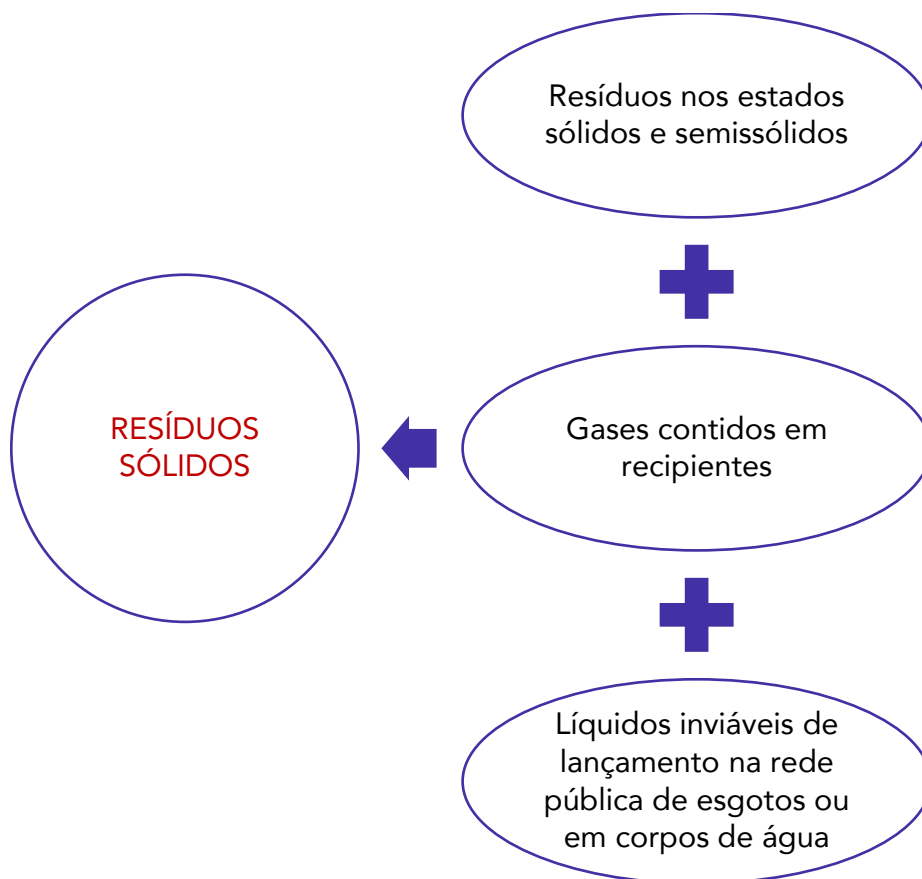 Resíduos nos estados
sólidos e semissólidos
RESÍDUOS
SÓLIDOS
Gases contidos em
recipientes
Líquidos inviáveis de
lançamento na rede
pública de esgotos ou
em corpos de água